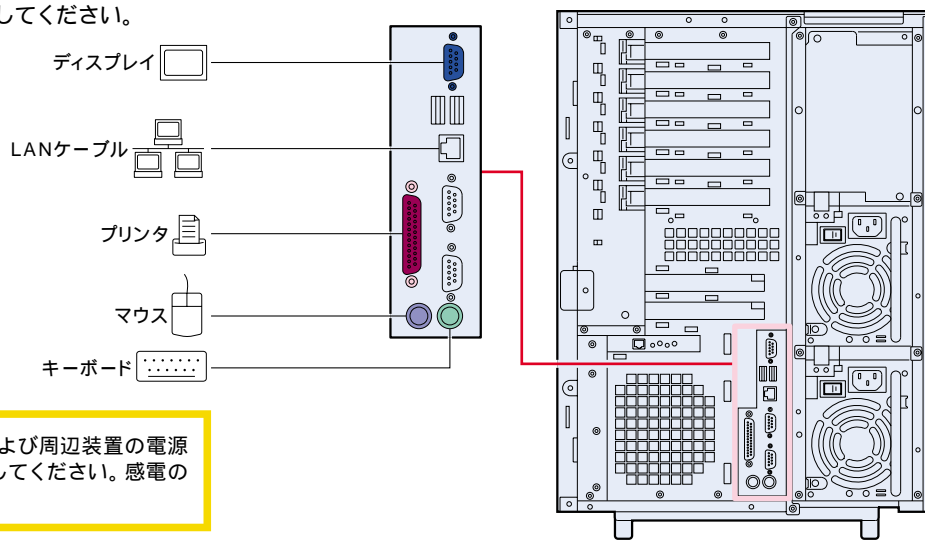 してください。
ディスプレイ
LANケーブル
プリンタ
マウス
キーボード
よび周辺装置の電源
してください。感電の